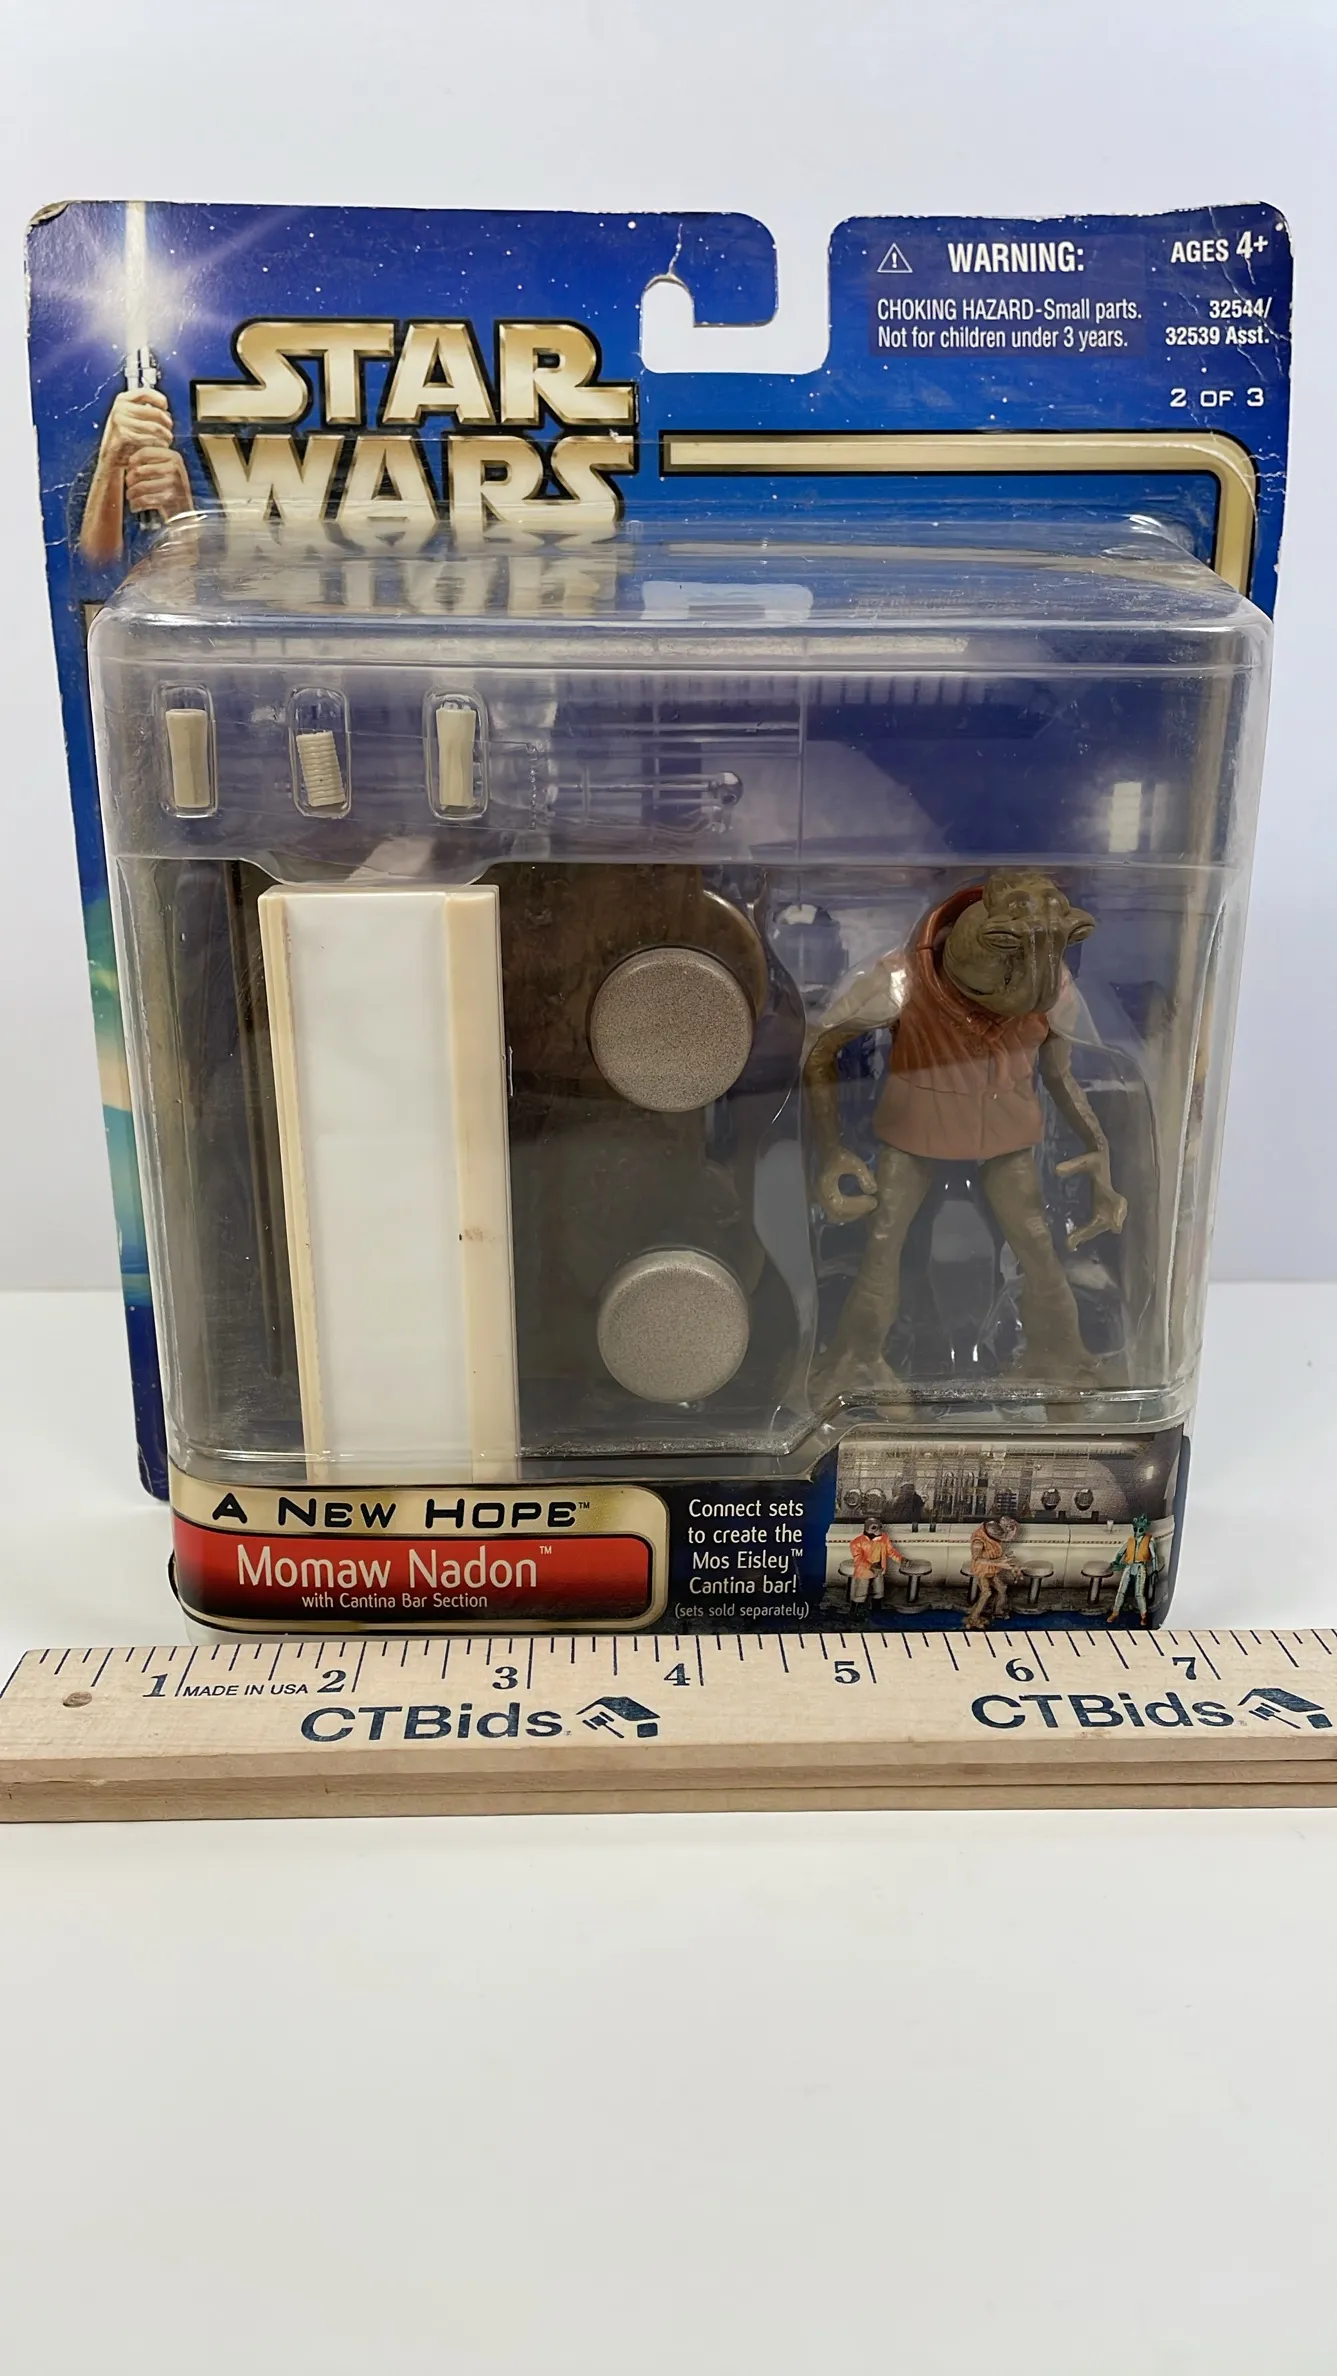 STAR
WARS
WARNING:
CHOKING HAZARD-Small parts.
Not for children under 3 years.
AGES 4+
32544/
32539 Asst.
2 OF 3
A NEW HOPE™
Momaw Nadon™
with Cantina Bar Section
Connect sets
to create the
Mos Eisley™
Cantina bar!
(sets sold separately)
1 MADE IN USA 2 3 4 5 6 7
CTBids CTBids